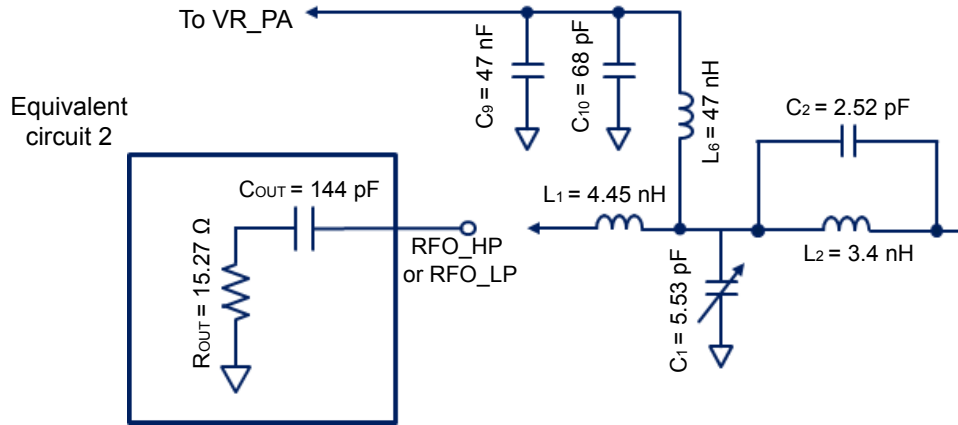 To VR_PA
C9 = 47 nF
C10 = 68 pF
L6 = 47 nH
C2 = 2.52 pF
Equivalent
circuit 2
COUT = 144 pF
ROUT = 15.27 Ω
RFO_HP
or RFO_LP
L1 = 4.45 nH
C1 = 5.53 pF
L2 = 3.4 nH